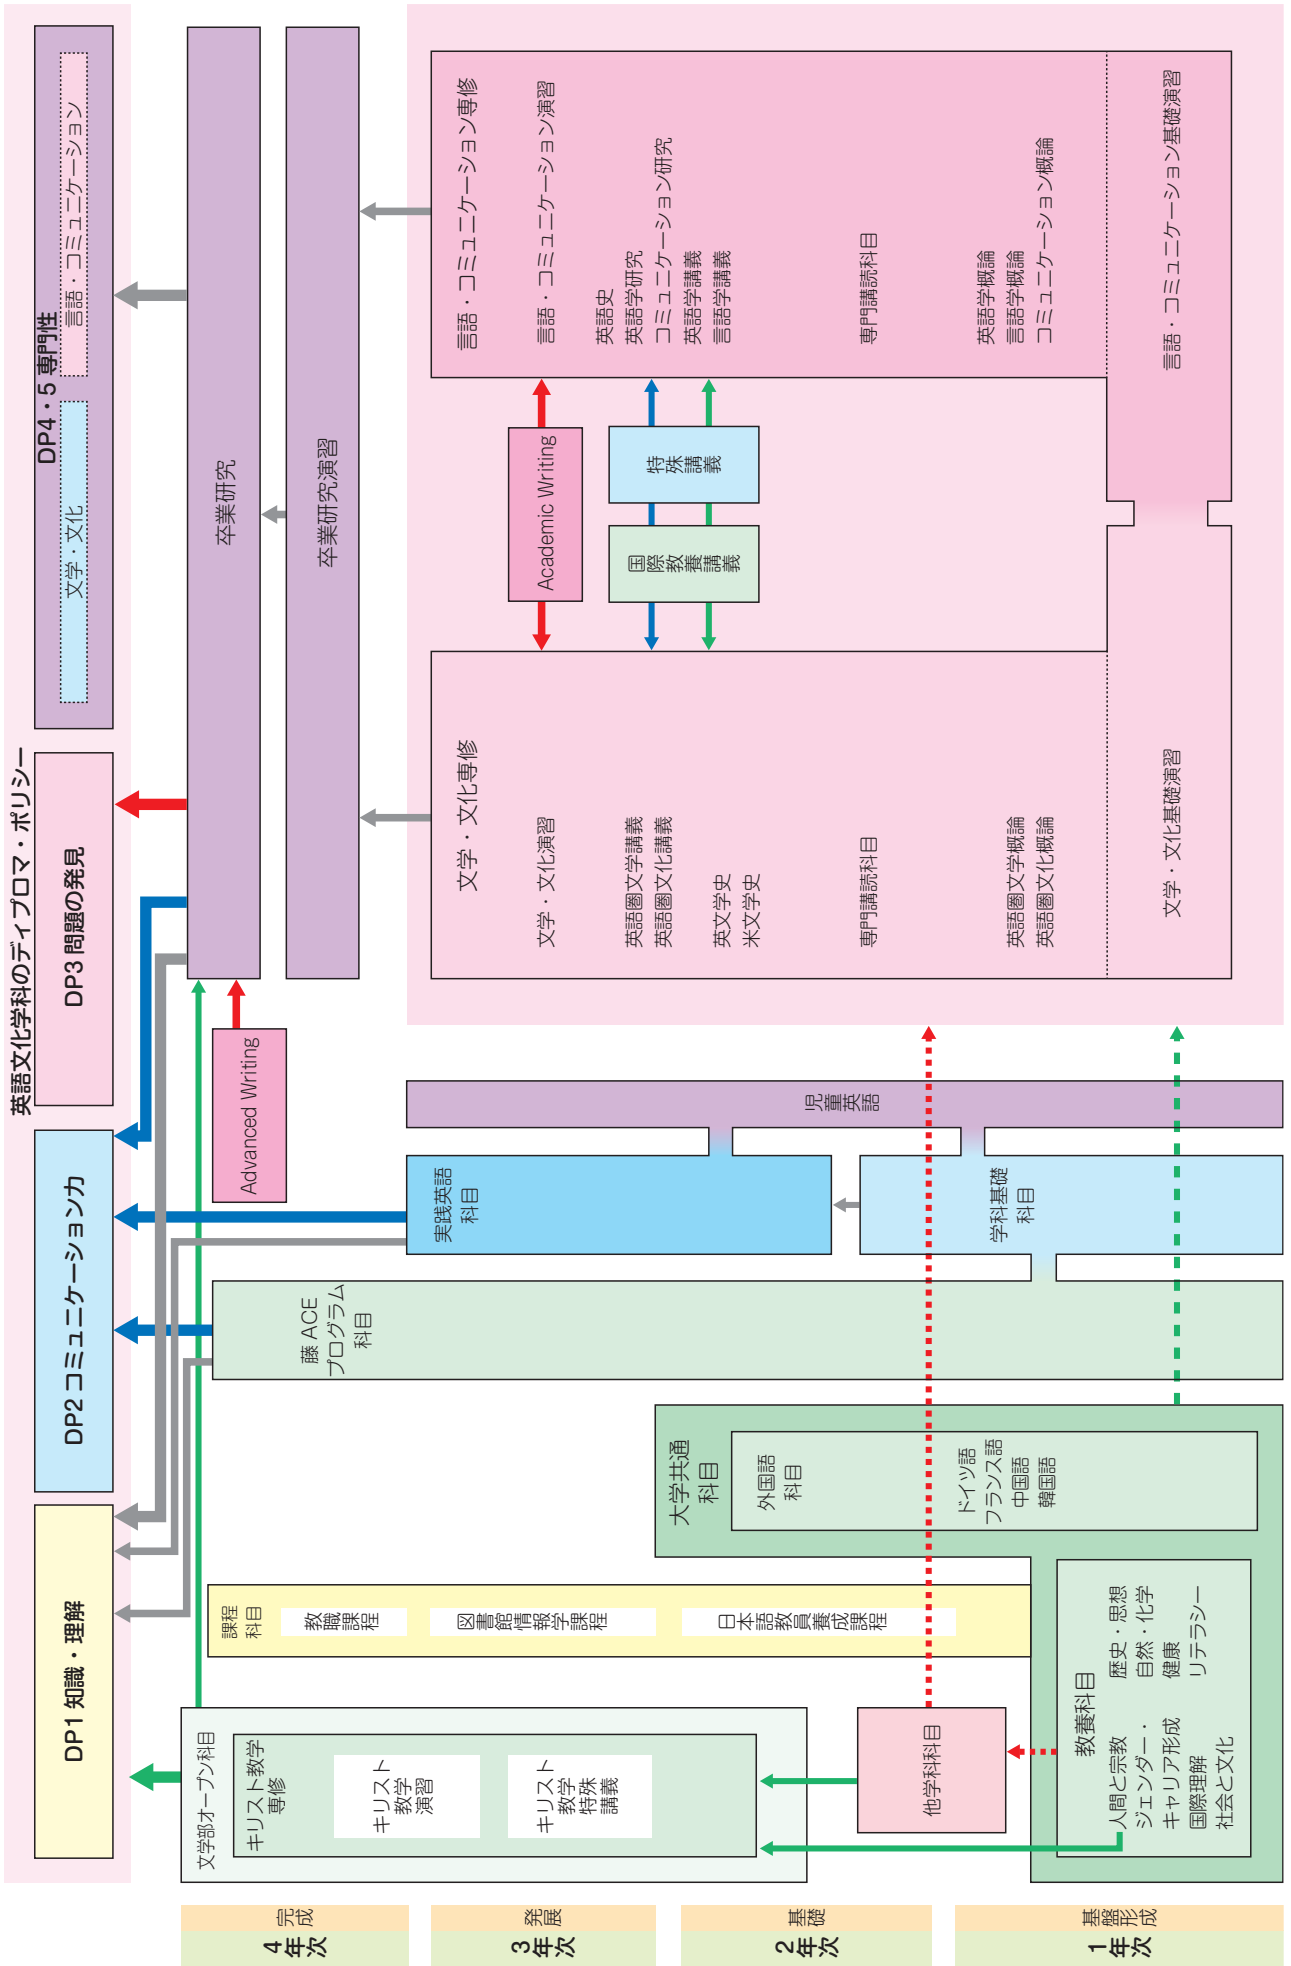 英語文化学科のディプロマ・ポリシー
DP1 知識・理解
DP2 コミュニケーション力
DP3 問題の発見
DP4・5 専門性
文学・文化
言語・コミュニケーション
4
年次
完成
3
年次
発展
2
年次
基礎
1
年次
基盤形成
文学部オープン科目
キリスト教学
専修
キリスト
教学
演習
キリスト
教学
特殊
講義
課程
科目
教職課程
図書館情報学課程
日本語教員養成課程
他学科科目
教養科目
人間と宗教
ジェンダー・
キャリア形成
国際理解
社会と文化
歴史・思想
自然・化学
健康
リテラシー
大学共通
科目
外国語
科目
ドイツ語
フランス語
中国語
韓国語
藤 ACE
プログラム
科目
実践英語
科目
学科基礎
科目
児童英語
Advanced Writing
卒業研究
卒業研究演習
文学・文化専修
文学・文化演習
英語圏文学講義
英語圏文化講義
英文学史
米文学史
専門講読科目
英語圏文学概論
英語圏文化概論
文学・文化基礎演習
Academic Writing
国際教養講義
特殊講義
言語・コミュニケーション専修
言語・コミュニケーション演習
英語史
英語学研究
コミュニケーション研究
英語学講義
言語学講義
専門講読科目
英語学概論
言語学概論
コミュニケーション概論
言語・コミュニケーション基礎演習